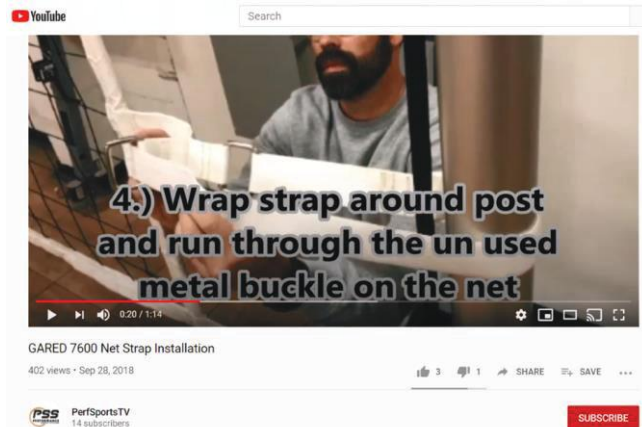 YouTube
Search
4.) Wrap strap around post
and run through the un used
metal buckle on the net
0:20 / 1:14
GARED 7600 Net Strap Installation
402 views • Sep 28, 2018
3
1
SHARE
SAVE
PSS
PerfSportsTV
14 subscribers
SUBSCRIBE